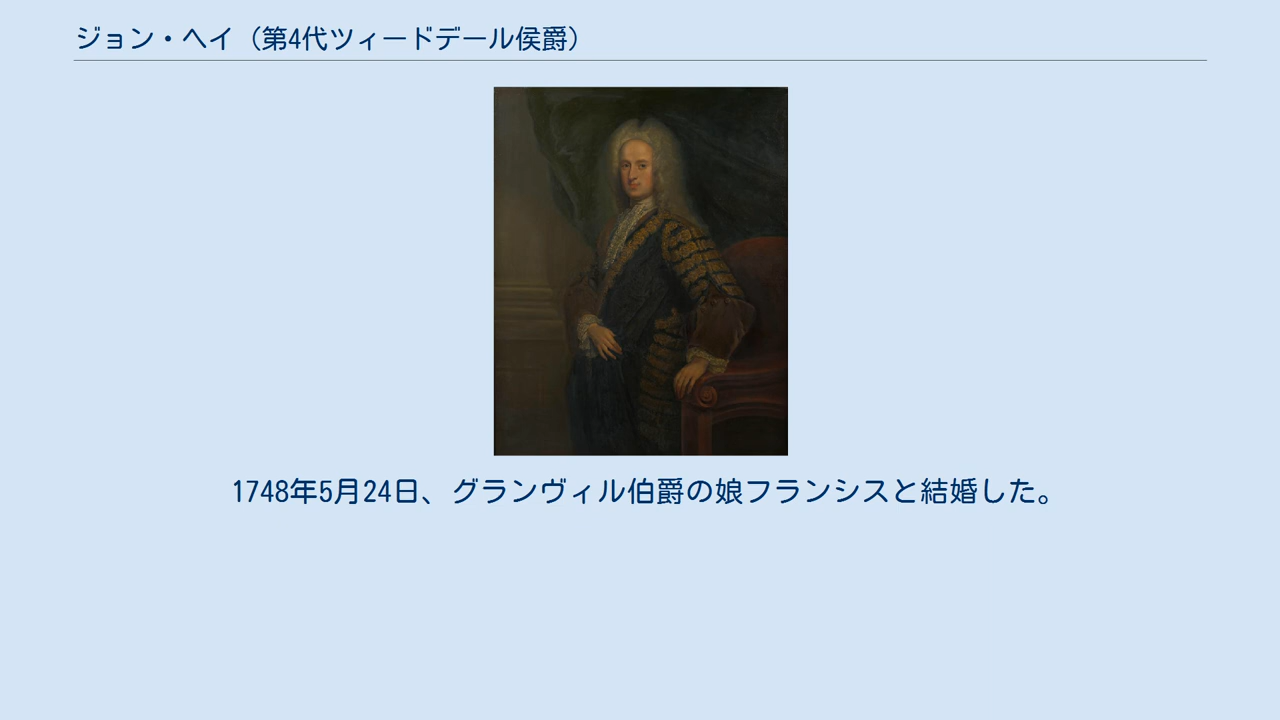 ジョン・ヘイ（第4代ツィードデール侯爵）
1748年5月24日、グランヴィル伯爵の娘フランシスと結婚した。